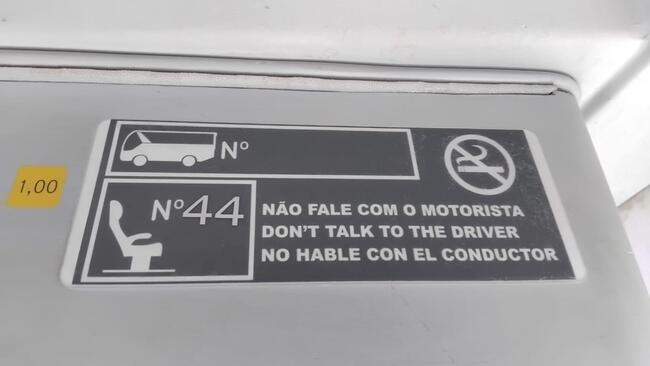 Nº
1,00
Nº44
NÃO FALE COM O MOTORISTA
DON'T TALK TO THE DRIVER
NO HABLE CON EL CONDUCTOR